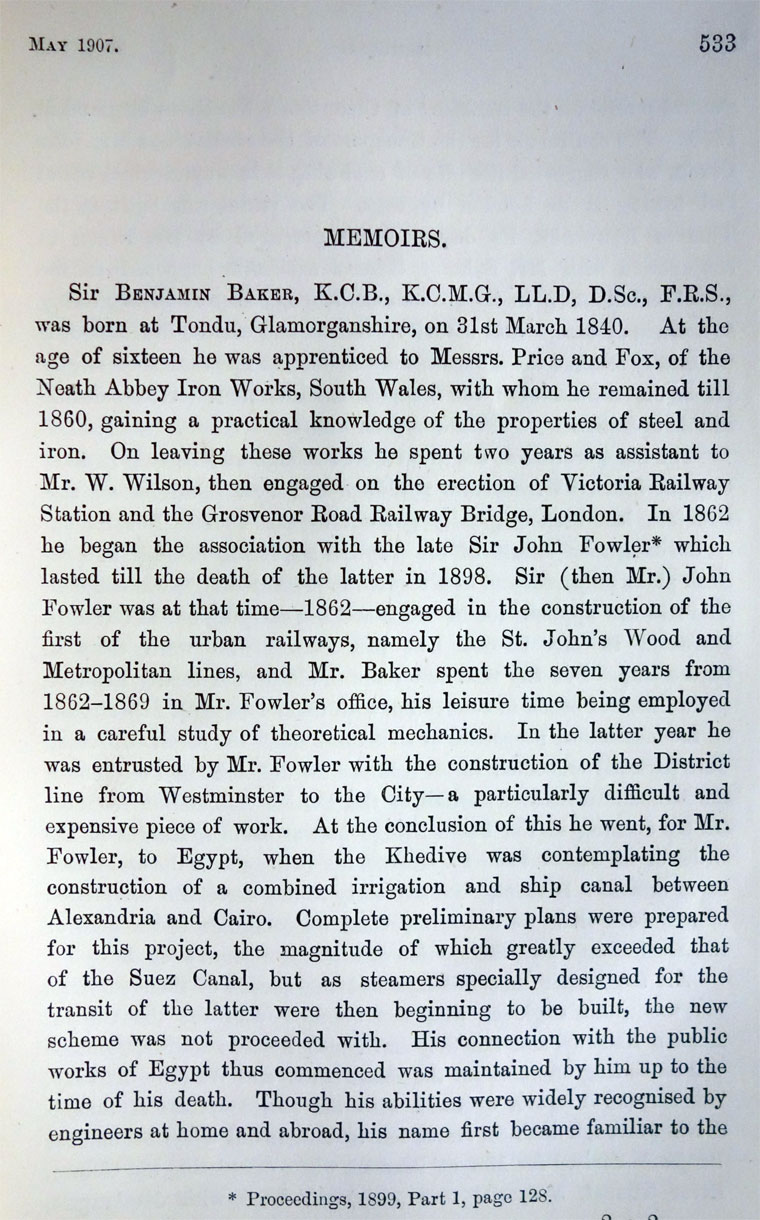 MAY 1907.
533
MEMOIRS.
Sir BENJAMIN BAKER, K.C.B., K.C.M.G., LL.D, D.Sc., F.R.S.,
was born at Tondu, Glamorganshire, on 31st March 1840. At the
age of sixteen he was apprenticed to Messrs. Price and Fox, of the
Neath Abbey Iron Works, South Wales, with whom he remained till
1860, gaining a practical knowledge of the properties of steel and
iron. On leaving these works he spent two years as assistant to
Mr. W. Wilson, then engaged on the erection of Victoria Railway
Station and the Grosvenor Road Railway Bridge, London. In 1862
he began the association with the late Sir John Fowler* which
lasted till the death of the latter in 1898. Sir (then Mr.) John
Fowler was at that time—1862—engaged in the construction of the
first of the urban railways, namely the St. John's Wood and
Metropolitan lines, and Mr. Baker spent the seven years from
1862–1869 in Mr. Fowler's office, his leisure time being employed
in a careful study of theoretical mechanics. In the latter year he
was entrusted by Mr. Fowler with the construction of the District
line from Westminster to the City—a particularly difficult and
expensive piece of work. At the conclusion of this he went, for Mr.
Fowler, to Egypt, when the Khedive was contemplating the
construction of a combined irrigation and ship canal between
Alexandria and Cairo. Complete preliminary plans were prepared
for this project, the magnitude of which greatly exceeded that
of the Suez Canal, but as steamers specially designed for the
transit of the latter were then beginning to be built, the new
scheme was not proceeded with. His connection with the public
works of Egypt thus commenced was maintained by him up to the
time of his death. Though his abilities were widely recognised by
engineers at home and abroad, his name first became familiar to the
* Proceedings, 1899, Part 1, page 128.